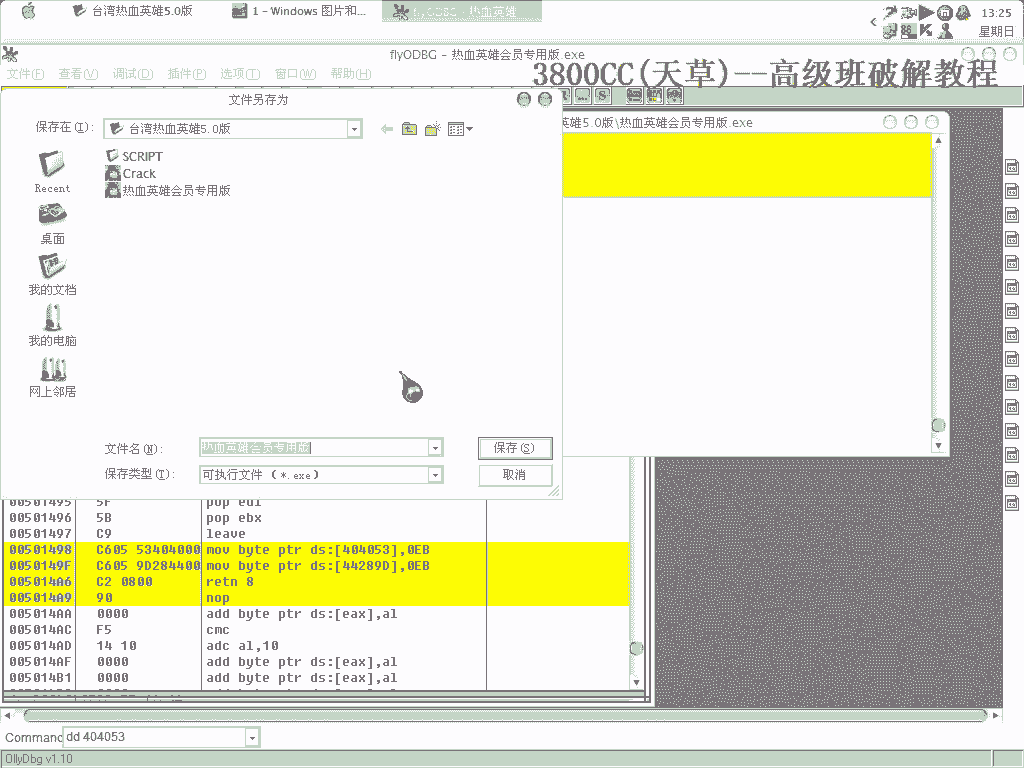 台湾热血英雄5.0版
1 - Windows 图片和...
flyODBG - 热血英雄
13:25
星期日
flyODBG - 热血英雄会员专用版.exe
文件(F) 查看(V) 调试(D) 插件(P) 选项(T) 窗口(W) 帮助(H)
3800CC(天草)--高级班破解教程
文件另存为
保存在(I):
台湾热血英雄5.0版
雄5.0版\热血英雄会员专用版.exe
SCRIPT
Crack
热血英雄会员专用版
Recent
桌面
我的文档
我的电脑
网上邻居
文件名(N):
热血英雄会员专用版
保存(S)
保存类型(T):
可执行文件 (*.exe)
取消
00501495 5F pop edi
00501496 5B pop ebx
00501497 C9 leave
00501498 C605 53404000 mov byte ptr ds:[404053],0EB
0050149F C605 9D284400 mov byte ptr ds:[44289D],0EB
005014A6 C2 0800 retn 8
005014A9 90 nop
005014AA 0000 add byte ptr ds:[eax],al
005014AC F5 cmc
005014AD 14 10 adc al,10
005014AF 0000 add byte ptr ds:[eax],al
005014B1 0000 add byte ptr ds:[eax],al
Command
dd 404053
OllyDbg v1.10